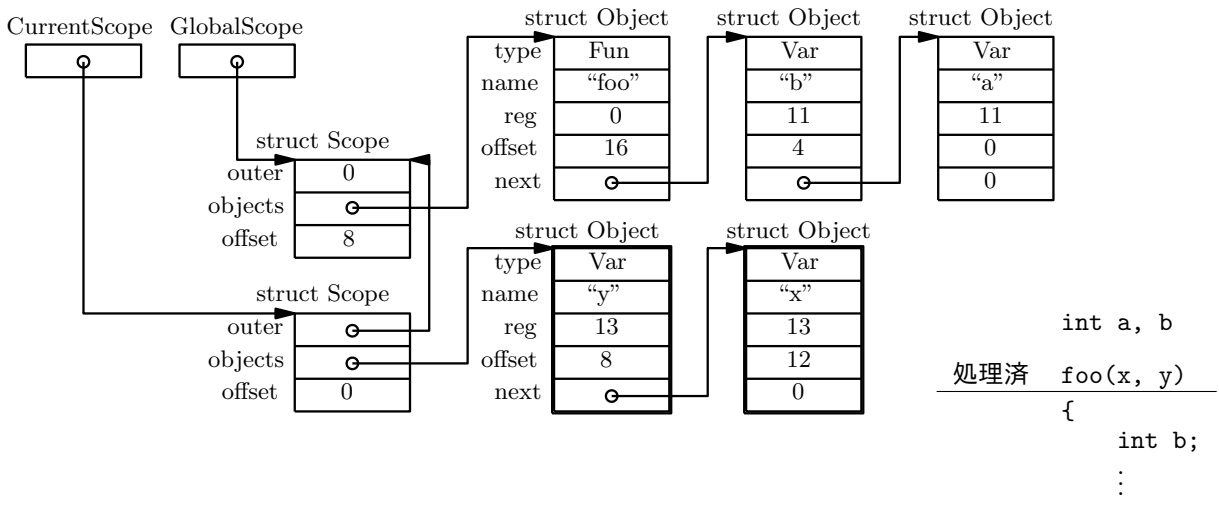 CurrentScope GlobalScope
struct Object struct Object struct Object
type Fun Var Var
name “foo” “b” “a”
reg 0 11 11
offset 16 4 0
next 0
struct Scope
outer 0
objects
offset 8
struct Object struct Object
type Var Var
name “y” “x”
reg 13 13
offset 8 12
next 0
struct Scope
outer
objects
offset 0
int a, b
処理済 foo(x, y)
{
int b;
⋮